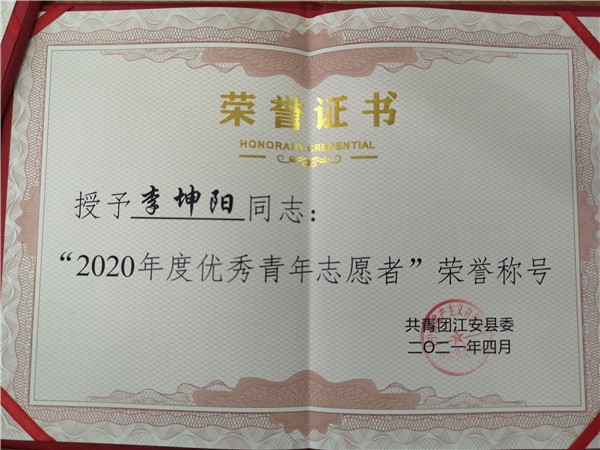 荣誉证书
HONORARY CREDENTIAL
授予李坤阳同志：
“2020年度优秀青年志愿者”荣誉称号
共青团江安县委
二〇二一年四月